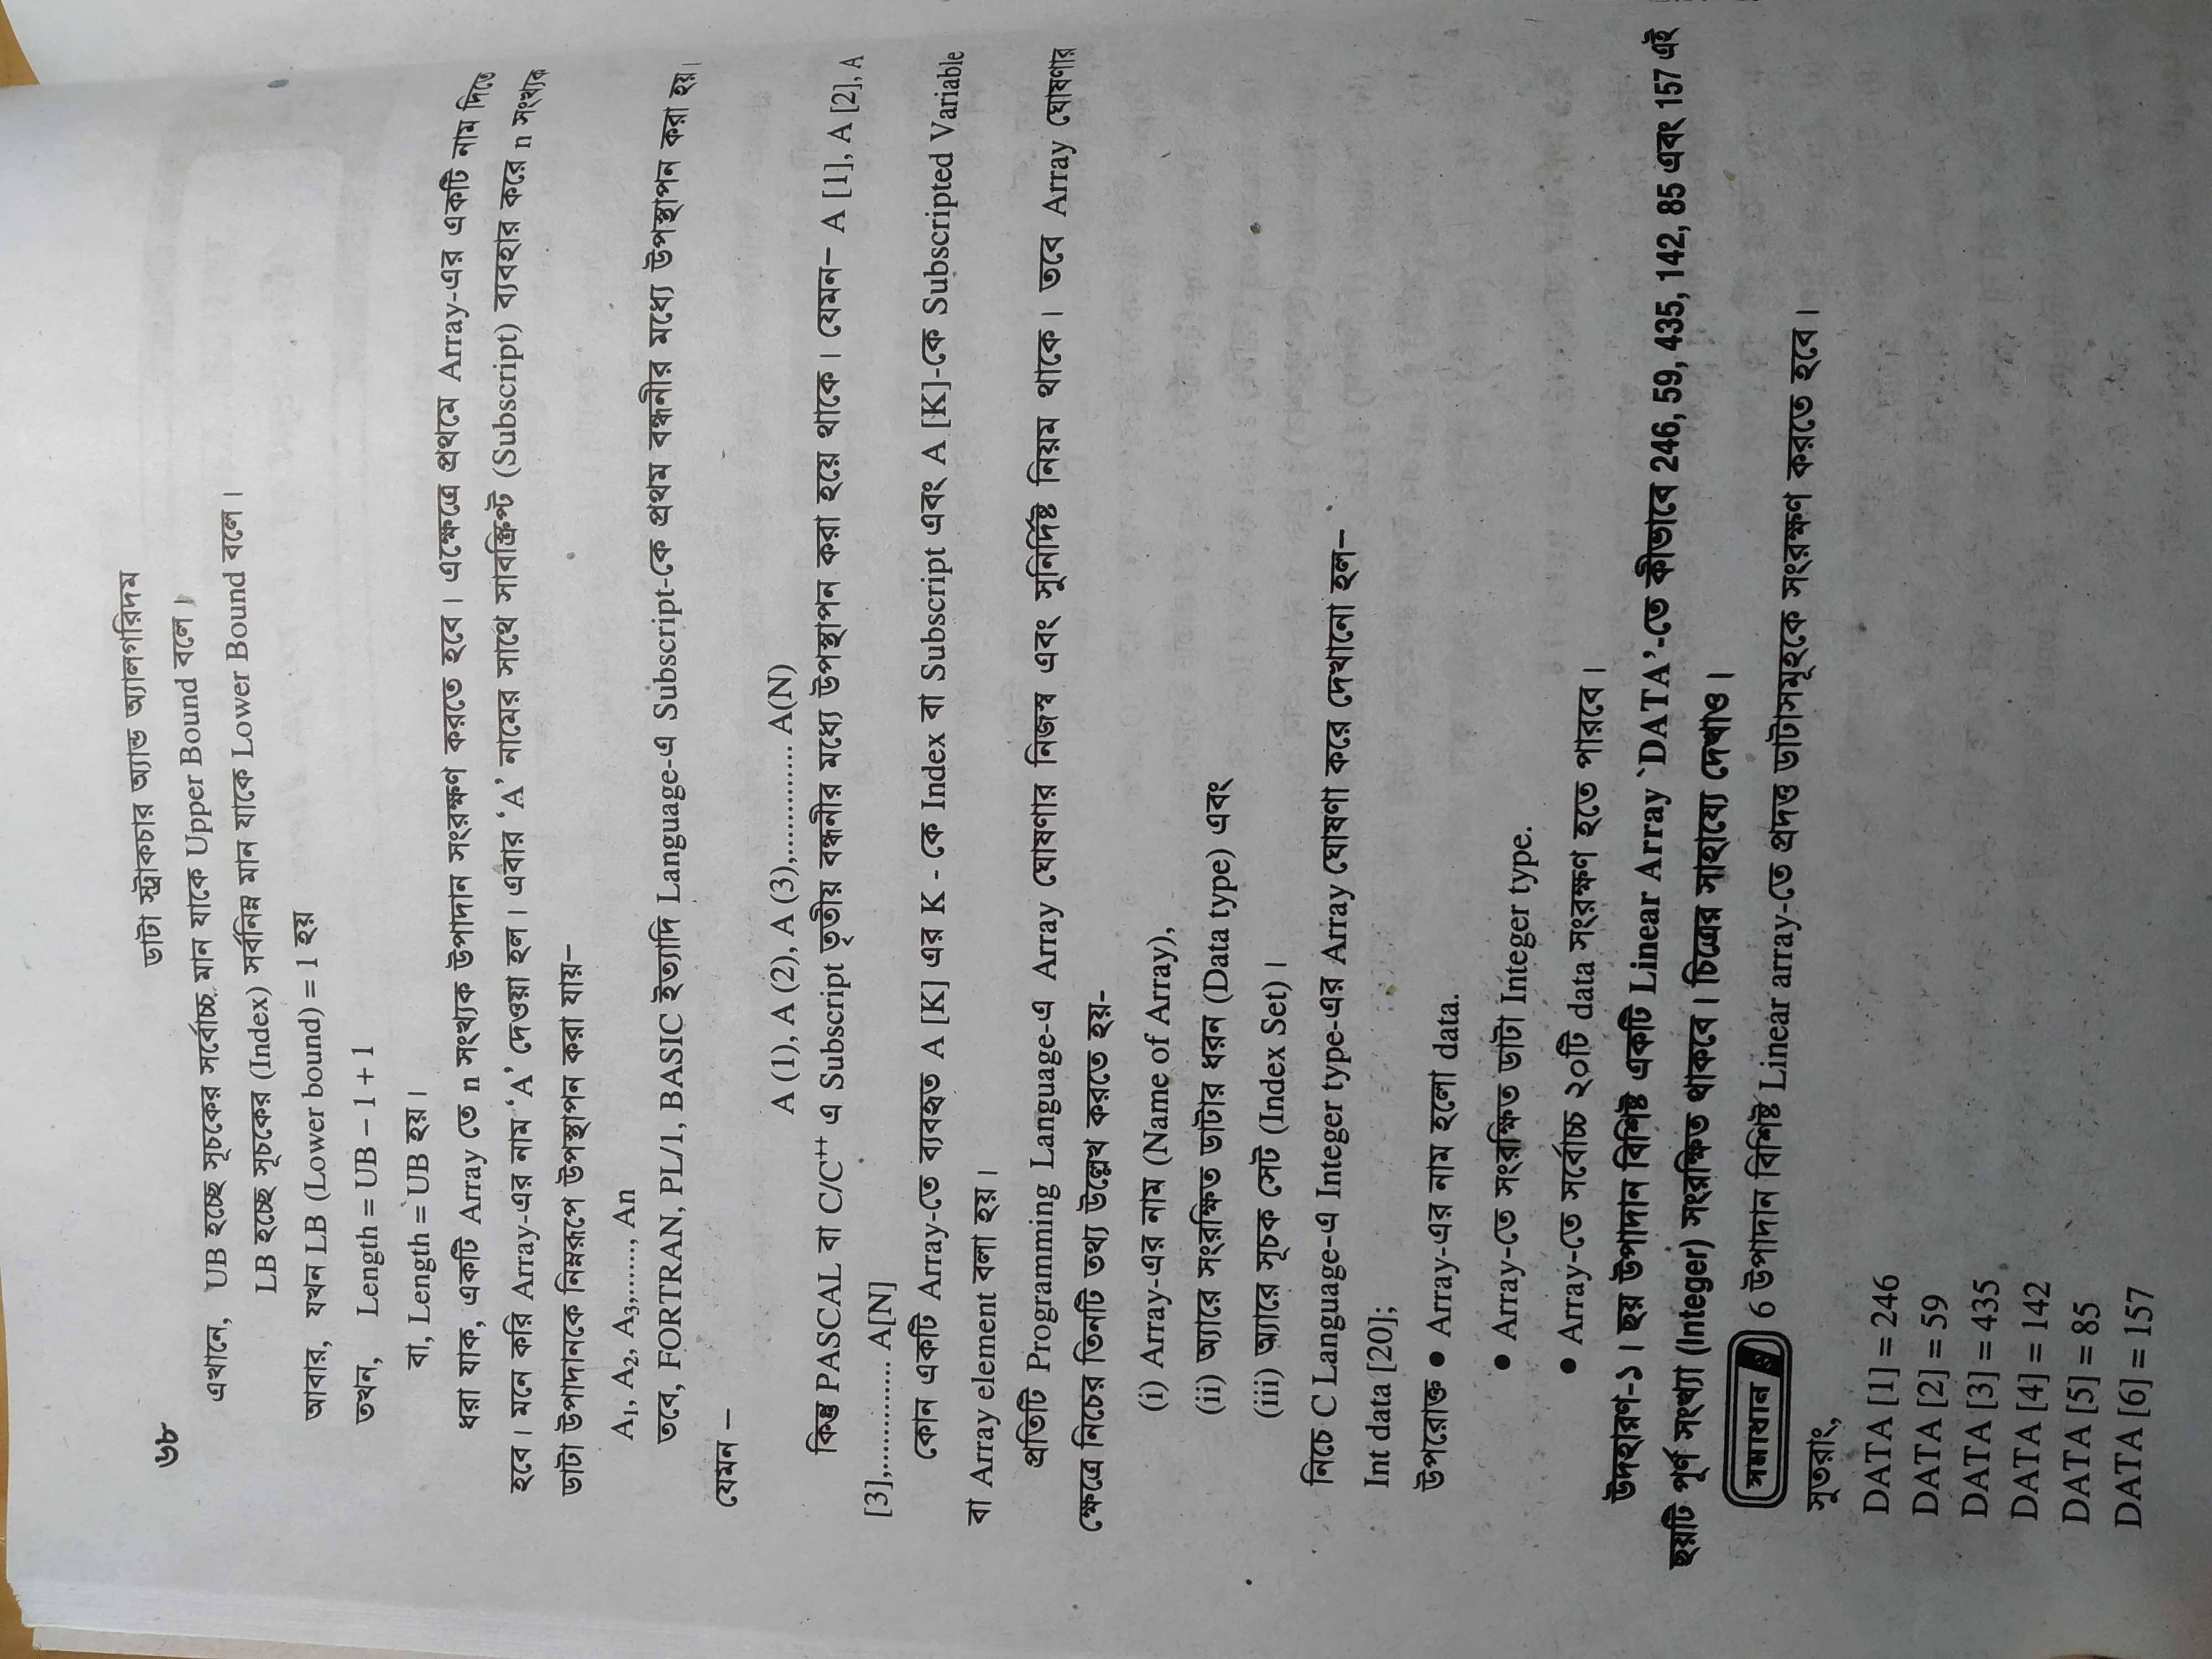 ৬৮
ডাটা স্ট্রাকচার অ্যান্ড অ্যালগরিদম
এখানে, UB হচ্ছে সূচকের সর্বোচ্চ মান যাকে Upper Bound বলে।
LB হচ্ছে সূচকের (Index) সর্বনিম্ন মান যাকে Lower Bound বলে।
আবার, যখন LB (Lower bound) = 1 হয়
তখন, Length = UB – 1 + 1
বা, Length = UB হয়।
ধরা যাক, একটি Array তে n সংখ্যক উপাদান সংরক্ষণ করতে হবে। এক্ষেত্রে প্রথমে Array-এর একটি নাম দিতে
হবে। মনে করি Array-এর নাম ‘A’ দেওয়া হল। এবার ‘A’ নামের সাথে সাবস্ক্রিপ্ট (Subscript) ব্যবহার করে n সংখ্যক
ডাটা উপাদানকে নিম্নরূপে উপস্থাপন করা যায়–
A₁, A₂, A₃,......., An
তবে, FORTRAN, PL/1, BASIC ইত্যাদি Language-এ Subscript-কে প্রথম বন্ধনীর মধ্যে উপস্থাপন করা হয়।
যেমন –
A (1), A (2), A (3),............. A(N)
কিন্তু PASCAL বা C/C⁺⁺ এ Subscript তৃতীয় বন্ধনীর মধ্যে উপস্থাপন করা হয়ে থাকে। যেমন– A [1], A [2], A
[3],............. A[N]
কোন একটি Array-তে ব্যবহৃত A [K] এর K - কে Index বা Subscript এবং A [K]-কে Subscripted Variable
বা Array element বলা হয়।
প্রতিটি Programming Language-এ Array ঘোষণার নিজস্ব এবং সুনির্দিষ্ট নিয়ম থাকে। তবে Array ঘোষণার
ক্ষেত্রে নিচের তিনটি তথ্য উল্লেখ করতে হয়-
(i) Array-এর নাম (Name of Array),
(ii) অ্যারে সংরক্ষিত ডাটার ধরন (Data type) এবং
(iii) অ্যারে সূচক সেট (Index Set)।
নিচে C Language-এ Integer type-এর Array ঘোষণা করে দেখানো হল–
Int data [20];
উপরোক্ত ● Array-এর নাম হলো data.
● Array-তে সংরক্ষিত ডাটা Integer type.
● Array-তে সর্বোচ্চ ২০টি data সংরক্ষণ হতে পারবে।
উদহারণ-১। ছয় উপাদান বিশিষ্ট একটি Linear Array `DATA’-তে কীভাবে 246, 59, 435, 142, 85 এবং 157 এই
ছয়টি পূর্ণ সংখ্যা (Integer) সংরক্ষিত থাকবে। চিত্রের সাহায্যে দেখাও।
সমাধান ঃ 6 উপাদান বিশিষ্ট Linear array-তে প্রদত্ত ডাটাসমূহকে সংরক্ষণ করতে হবে।
সুতরাং,
DATA [1] = 246
DATA [2] = 59
DATA [3] = 435
DATA [4] = 142
DATA [5] = 85
DATA [6] = 157